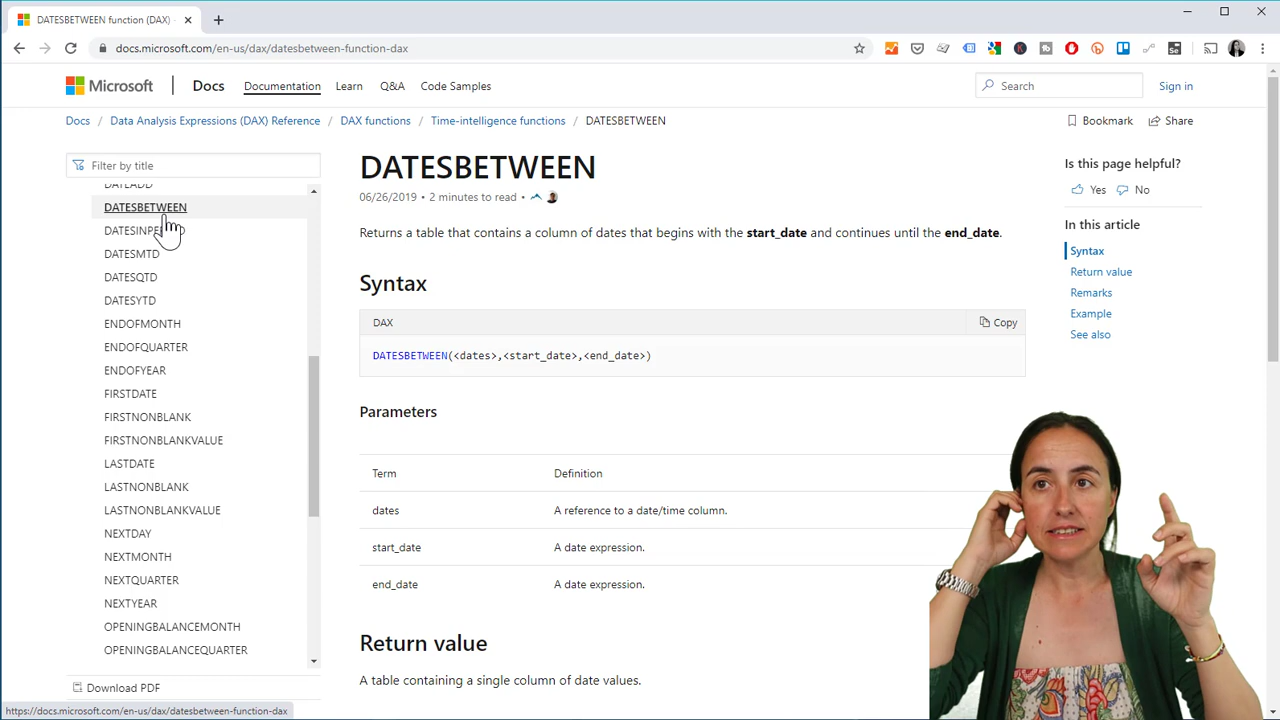 DATESBETWEEN function (DAX)
docs.microsoft.com/en-us/dax/datesbetween-function-dax
Microsoft Docs Documentation Learn Q&A Code Samples Search Sign in
Docs / Data Analysis Expressions (DAX) Reference / DAX functions / Time-intelligence functions / DATESBETWEEN Bookmark Share
Filter by title
DATEADD
DATESBETWEEN
DATESMTD
DATESQTD
DATESYTD
ENDOFMONTH
ENDOFQUARTER
ENDOFYEAR
FIRSTDATE
FIRSTNONBLANK
FIRSTNONBLANKVALUE
LASTDATE
LASTNONBLANK
LASTNONBLANKVALUE
NEXTDAY
NEXTMONTH
NEXTQUARTER
NEXTYEAR
OPENINGBALANCEMONTH
OPENINGBALANCEQUARTER
Download PDF
DATESBETWEEN
06/26/2019 • 2 minutes to read •
Returns a table that contains a column of dates that begins with the start_date and continues until the end_date.
Syntax
DAX Copy
DATESBETWEEN(<dates>,<start_date>,<end_date>)
Parameters
Term Definition
dates A reference to a date/time column.
start_date A date expression.
end_date A date expression.
Return value
A table containing a single column of date values.
Is this page helpful?
Yes No
In this article
Syntax
Return value
Remarks
Example
See also
https://docs.microsoft.com/en-us/dax/datesbetween-function-dax